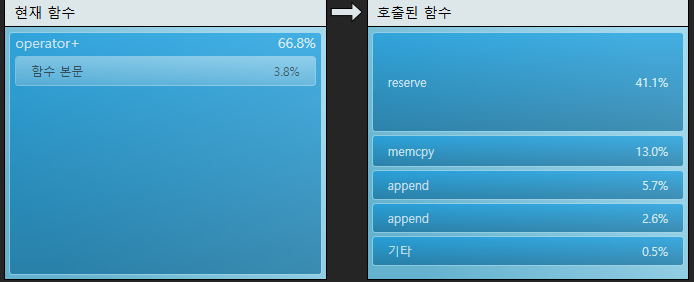 현재 함수
operator+ 66.8%
함수 본문 3.8%
호출된 함수
reserve 41.1%
memcpy 13.0%
append 5.7%
append 2.6%
기타 0.5%